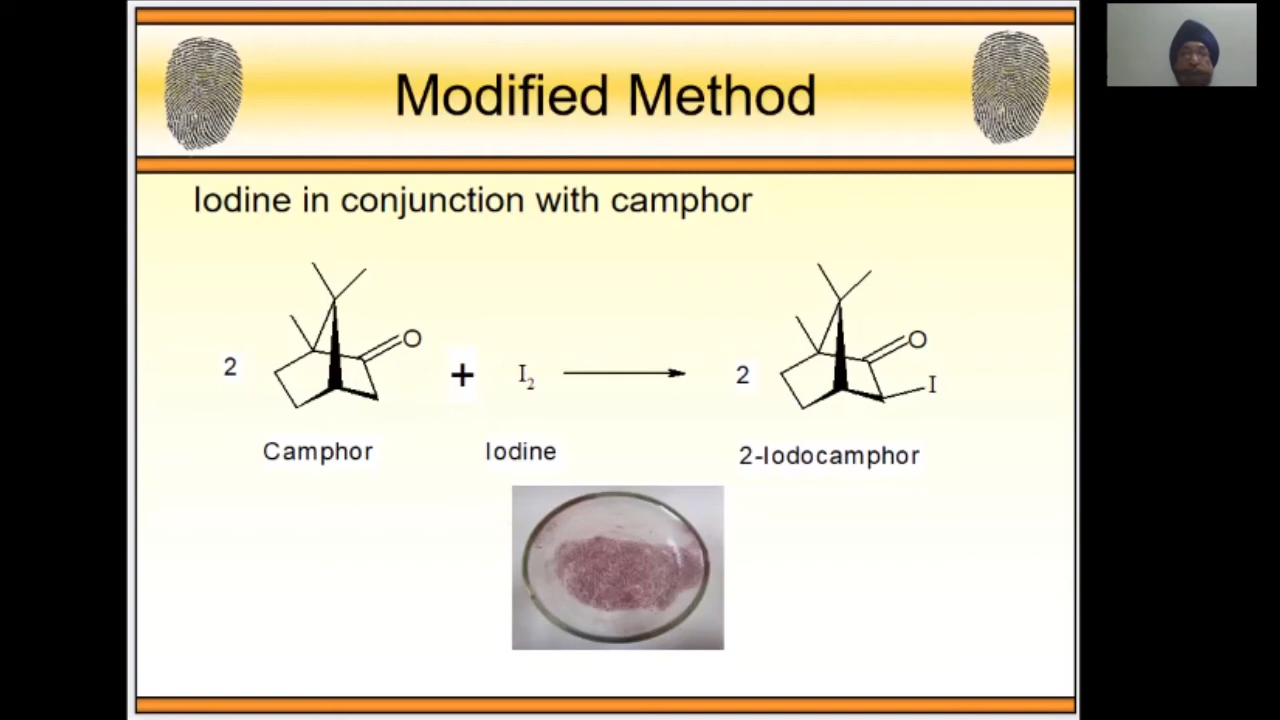 Modified Method
Iodine in conjunction with camphor
2
O
+
I2
2
O
I
Camphor
Iodine
2-Iodocamphor